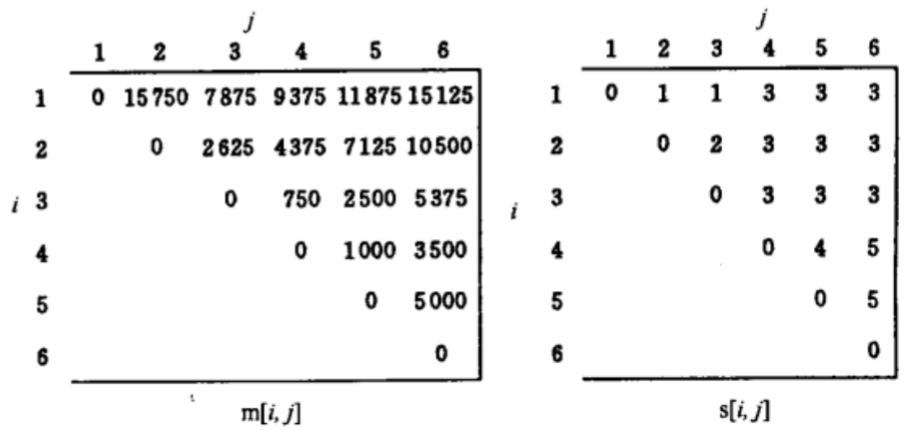 j j
1 2 3 4 5 6 1 2 3 4 5 6
1 0 15750 7875 9375 11875 15125 1 0 1 1 3 3 3
2 0 2625 4375 7125 10500 2 0 2 3 3 3
i 3 0 750 2500 5375 i 3 0 3 3 3
4 0 1000 3500 4 0 4 5
5 0 5000 5 0 5
6 0 6 0
m[i, j] s[i, j]